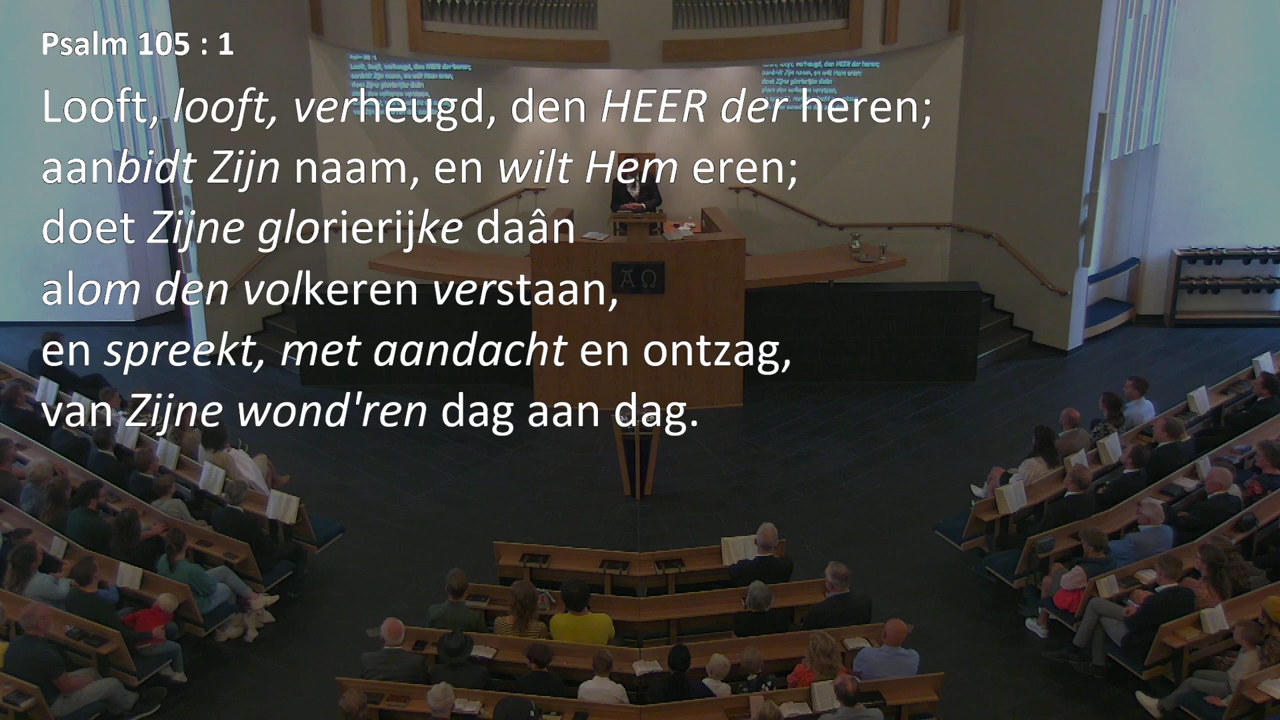 Psalm 105 : 1
Looft, looft, verheugd, den HEER der heren;
aanbidt Zijn naam, en wilt Hem eren;
doet Zijne glorierijke daân
alom den volkeren verstaan,
en spreekt, met aandacht en ontzag,
van Zijne wond'ren dag aan dag.
Α Ω